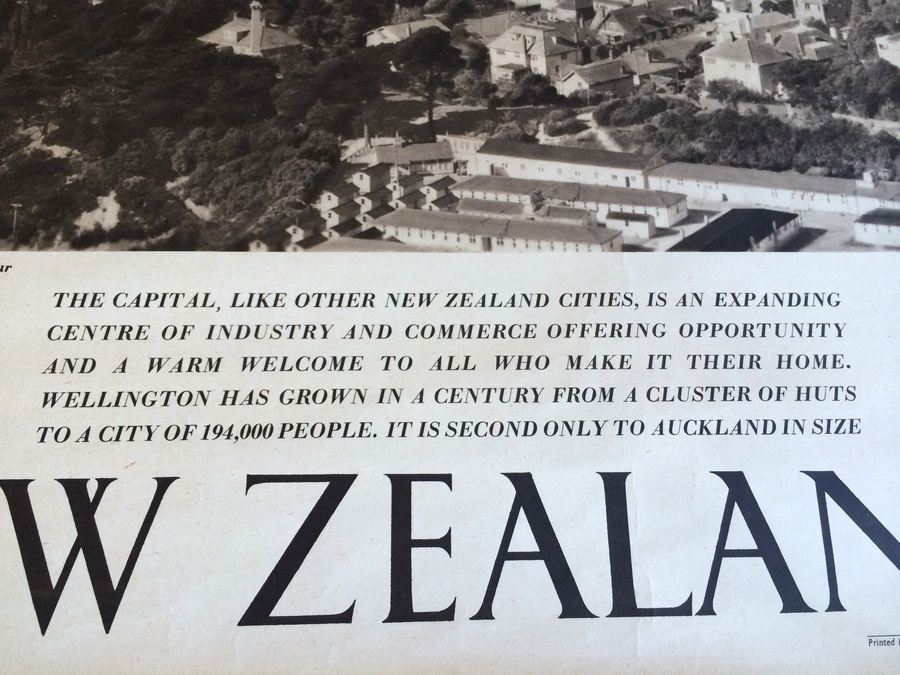 THE CAPITAL, LIKE OTHER NEW ZEALAND CITIES, IS AN EXPANDING
CENTRE OF INDUSTRY AND COMMERCE OFFERING OPPORTUNITY
AND A WARM WELCOME TO ALL WHO MAKE IT THEIR HOME.
WELLINGTON HAS GROWN IN A CENTURY FROM A CLUSTER OF HUTS
TO A CITY OF 194,000 PEOPLE. IT IS SECOND ONLY TO AUCKLAND IN SIZE
W ZEALAN
Printed